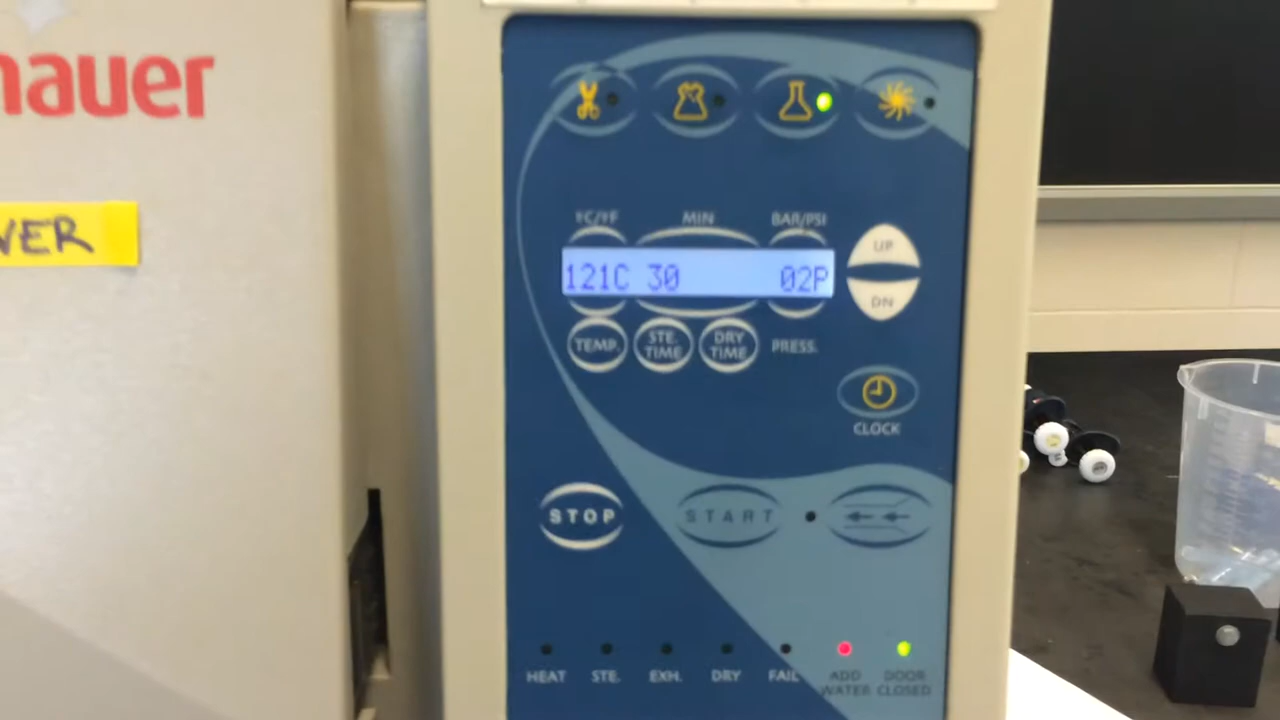 nauer
VER
°C/°F MIN BAR/PSI
121C 30 02P
UP
DN
TEMP. STE. TIME DRY TIME PRESS.
CLOCK
STOP START
HEAT STE. EXH. DRY FAIL ADD WATER DOOR CLOSED